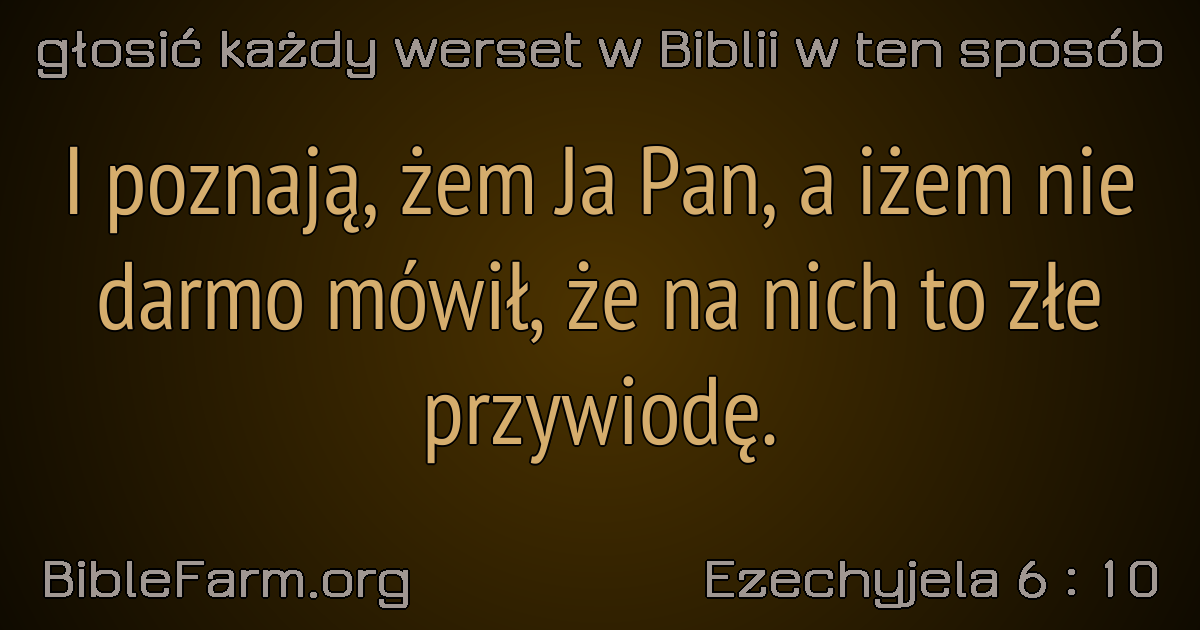 głosić każdy werset w Biblii w ten sposób
I poznają, żem Ja Pan, a iżem nie
darmo mówił, że na nich to złe
przywiodę.
BibleFarm.org
Ezechyjela 6 : 10